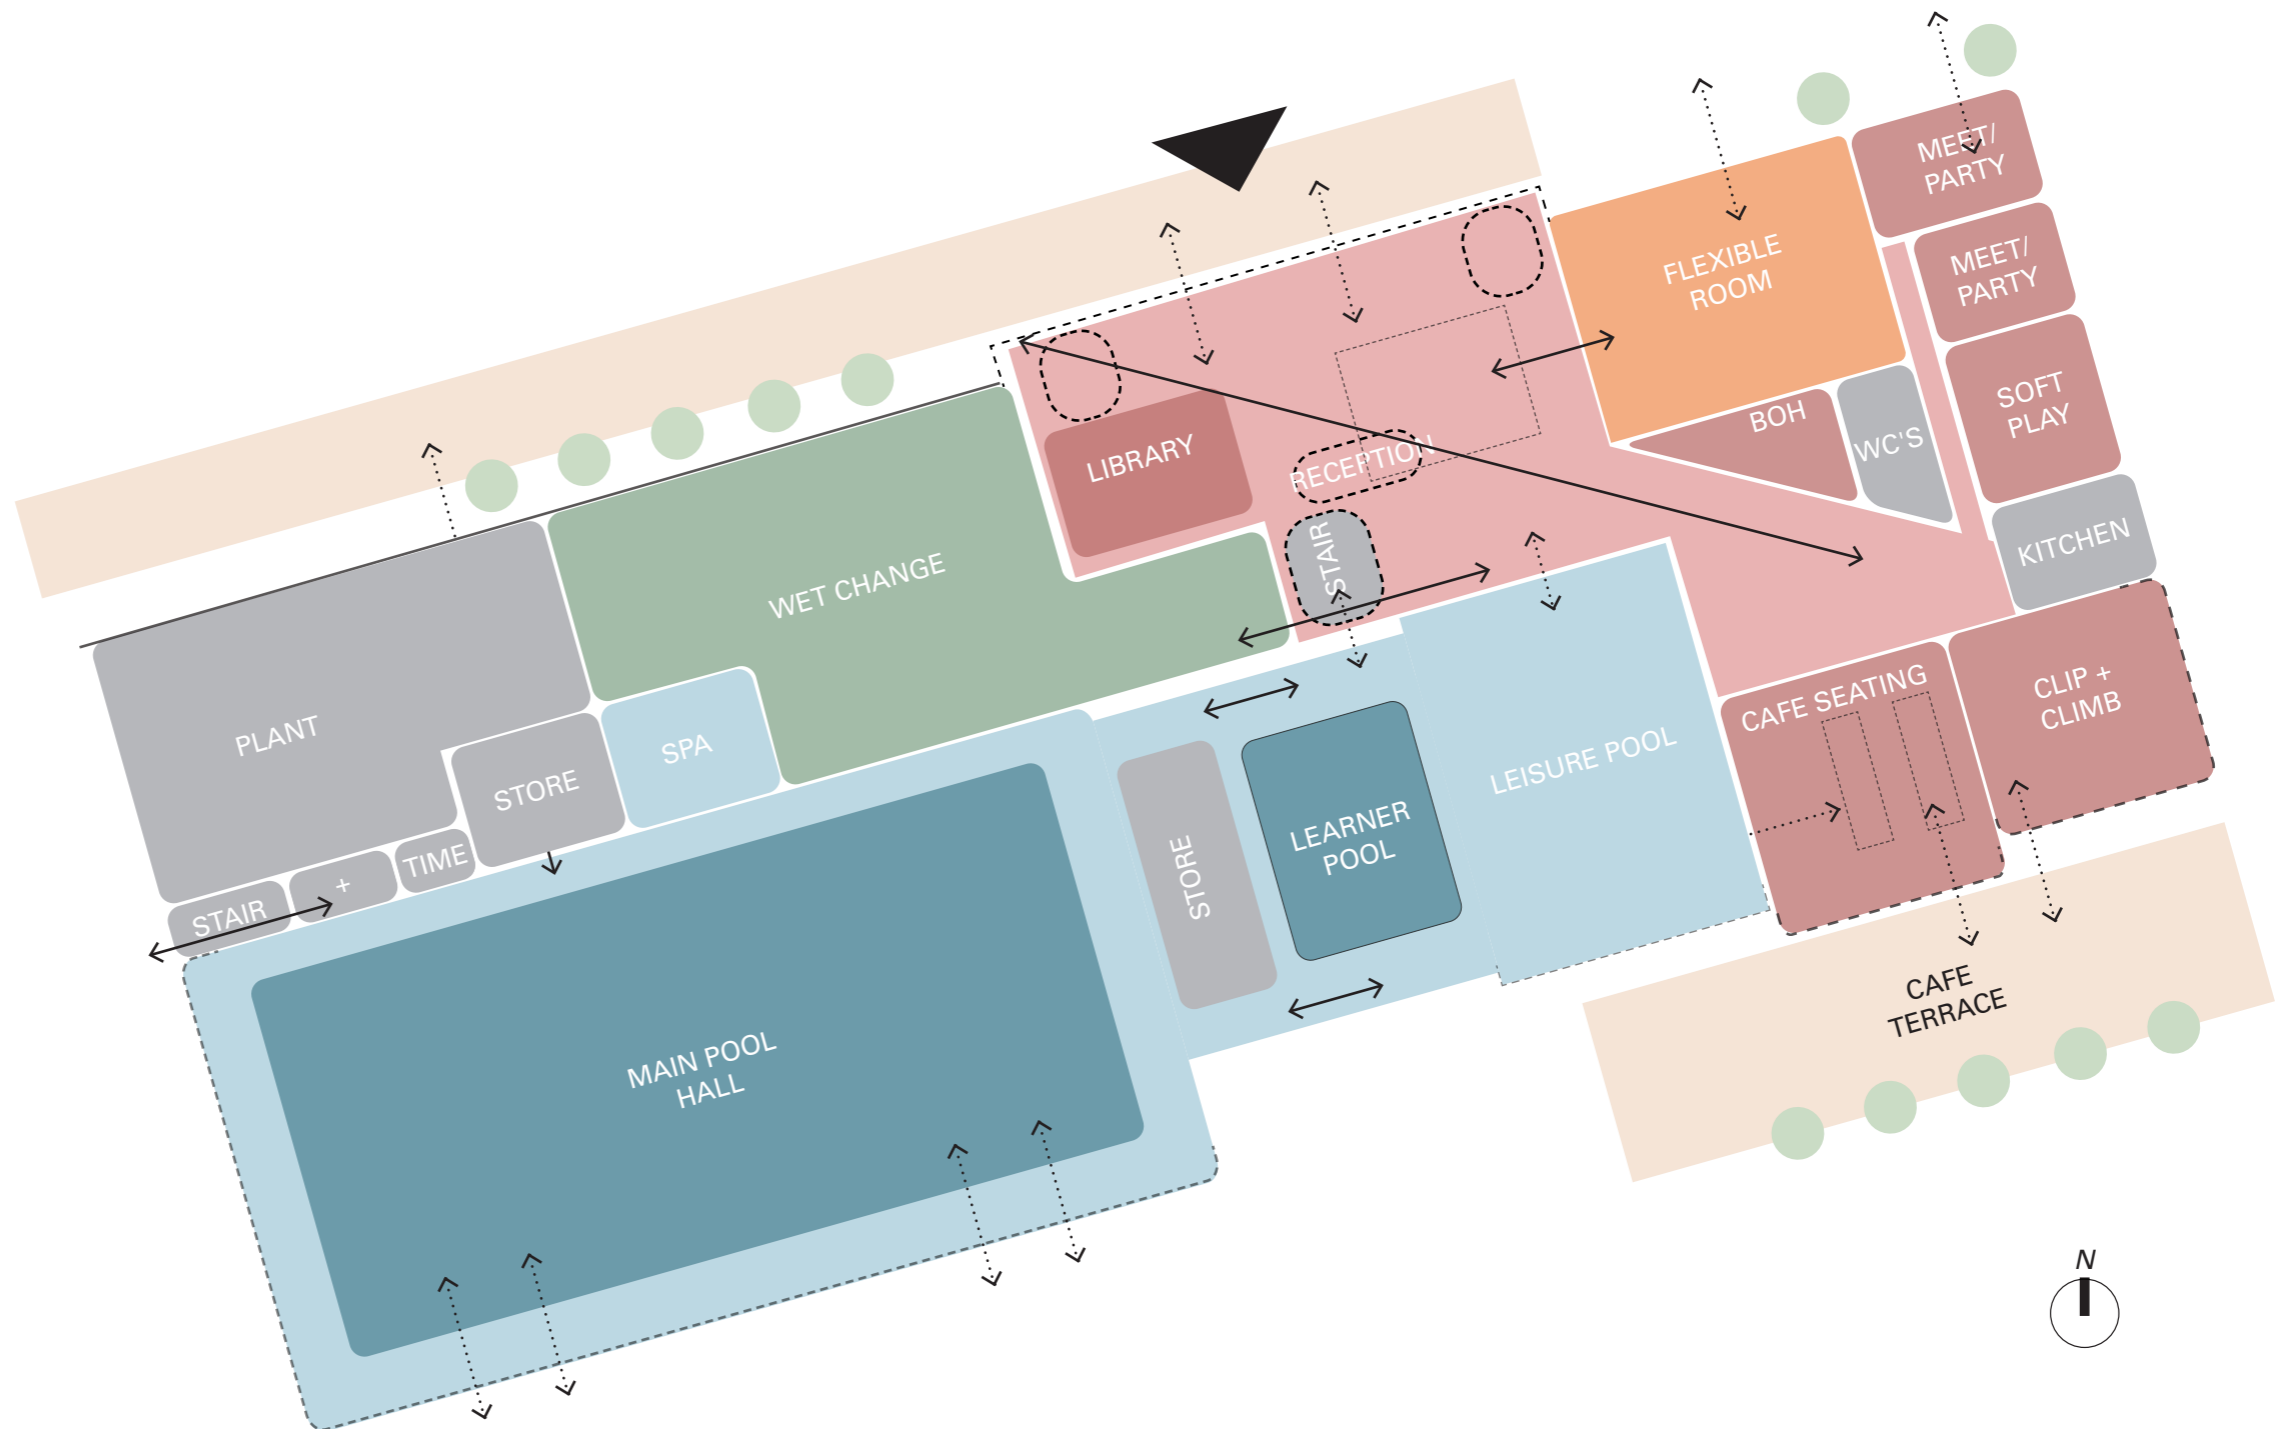 MEET/
PARTY
FLEXIBLE
ROOM
MEET/
PARTY
LIBRARY
RECEPTION
BOH
WC'S
SOFT
PLAY
KITCHEN
STAIR
WET CHANGE
PLANT
STORE
SPA
CAFE SEATING
CLIP +
CLIMB
LEISURE POOL
LEARNER
POOL
STORE
STAIR
+
TIME
MAIN POOL
HALL
CAFE
TERRACE
N